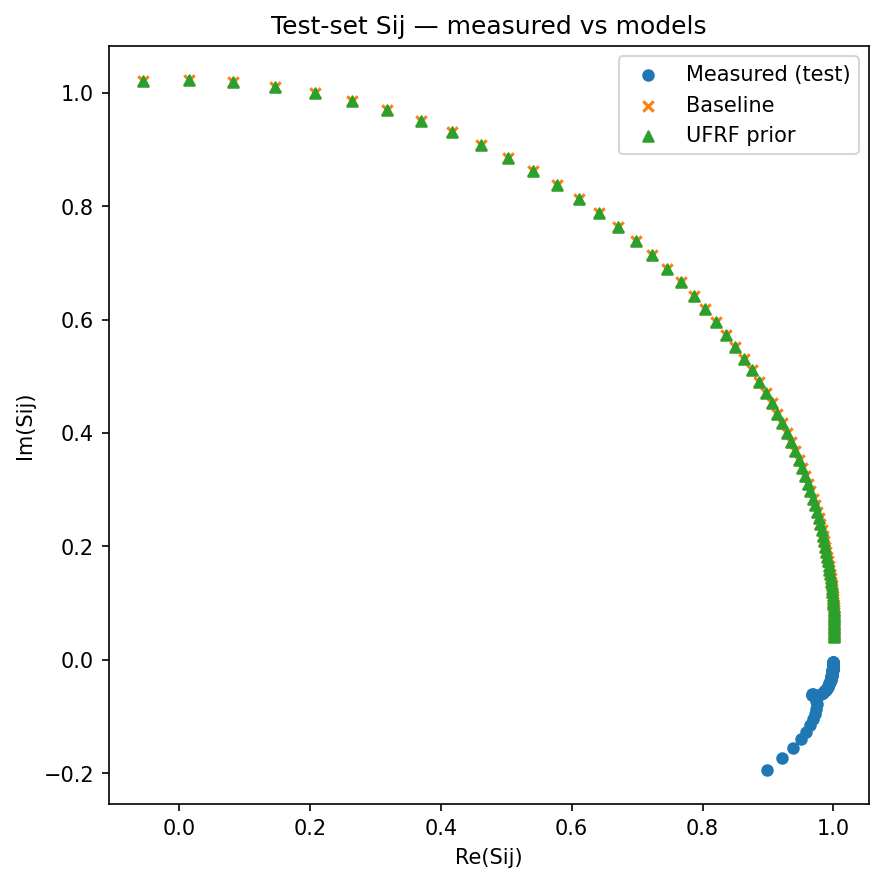 Test-set Sij — measured vs models
Measured (test)
Baseline
UFRF prior
1.0
0.8
0.6
0.4
0.2
0.0
−0.2
Im(Sij)
0.0 0.2 0.4 0.6 0.8 1.0
Re(Sij)